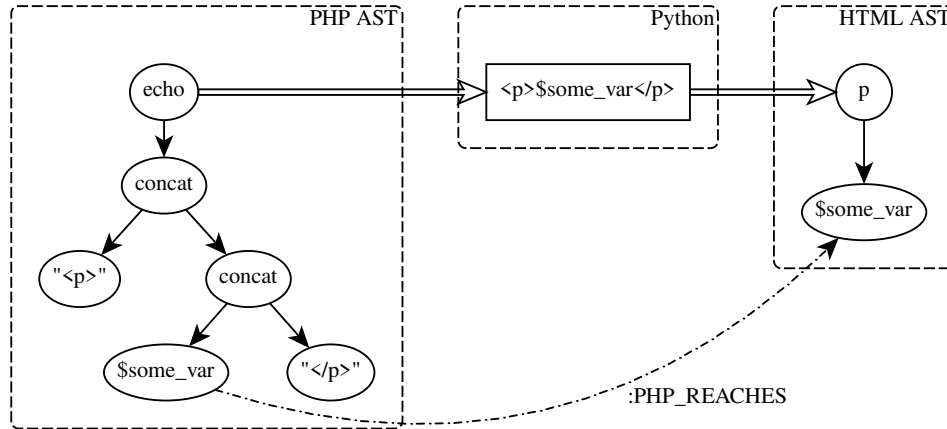 PHP AST
Python
HTML AST
echo
<p>$some_var</p>
p
concat
$some_var
"<p>"
concat
$some_var
"</p>"
:PHP_REACHES